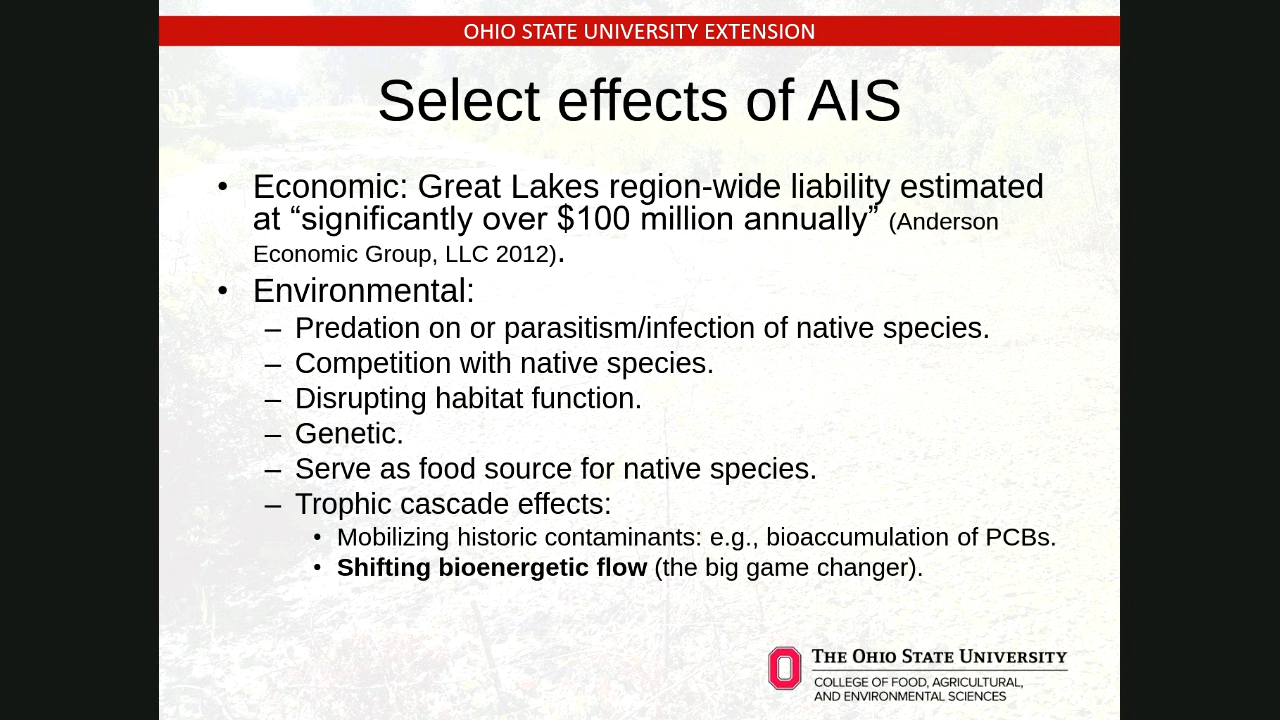 OHIO STATE UNIVERSITY EXTENSION
Select effects of AIS
• Economic: Great Lakes region-wide liability estimated
at “significantly over $100 million annually” (Anderson
Economic Group, LLC 2012).
• Environmental:
– Predation on or parasitism/infection of native species.
– Competition with native species.
– Disrupting habitat function.
– Genetic.
– Serve as food source for native species.
– Trophic cascade effects:
• Mobilizing historic contaminants: e.g., bioaccumulation of PCBs.
• Shifting bioenergetic flow (the big game changer).
THE OHIO STATE UNIVERSITY
COLLEGE OF FOOD, AGRICULTURAL,
AND ENVIRONMENTAL SCIENCES